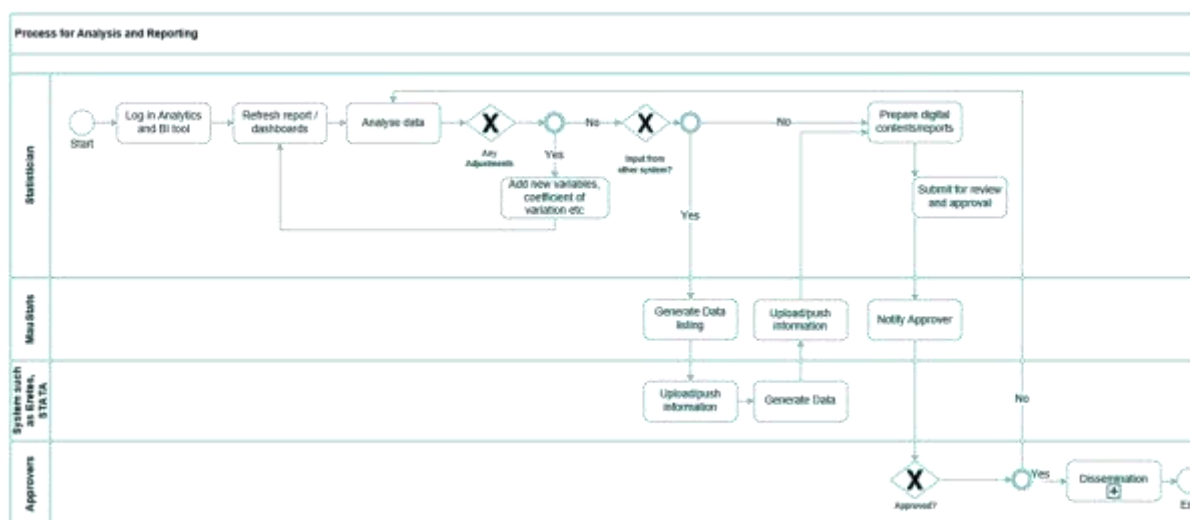 Process for Analysis and Reporting
Statistician
Start
Log in Analytics
and BI tool
Refresh report /
dashboards
Analyse data
Any
Adjustments
No
Yes
Add new variables,
coefficient of
variation etc
Input from
other system?
No
Yes
Prepare digital
contents/reports
Submit for review
and approval
MauStats
Generate Data
listing
Upload/push
information
Notify Approver
System such
as Eretes,
STATA
Upload/push
information
Generate Data
No
Approvers
Approved?
Yes
Dissemination